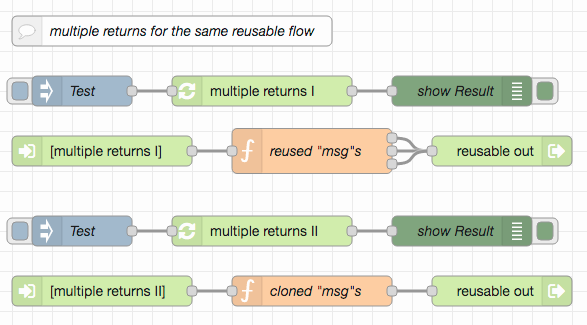 multiple returns for the same reusable flow
Test
multiple returns I
show Result
[multiple returns I]
reused "msg"s
reusable out
Test
multiple returns II
show Result
[multiple returns II]
cloned "msg"s
reusable out